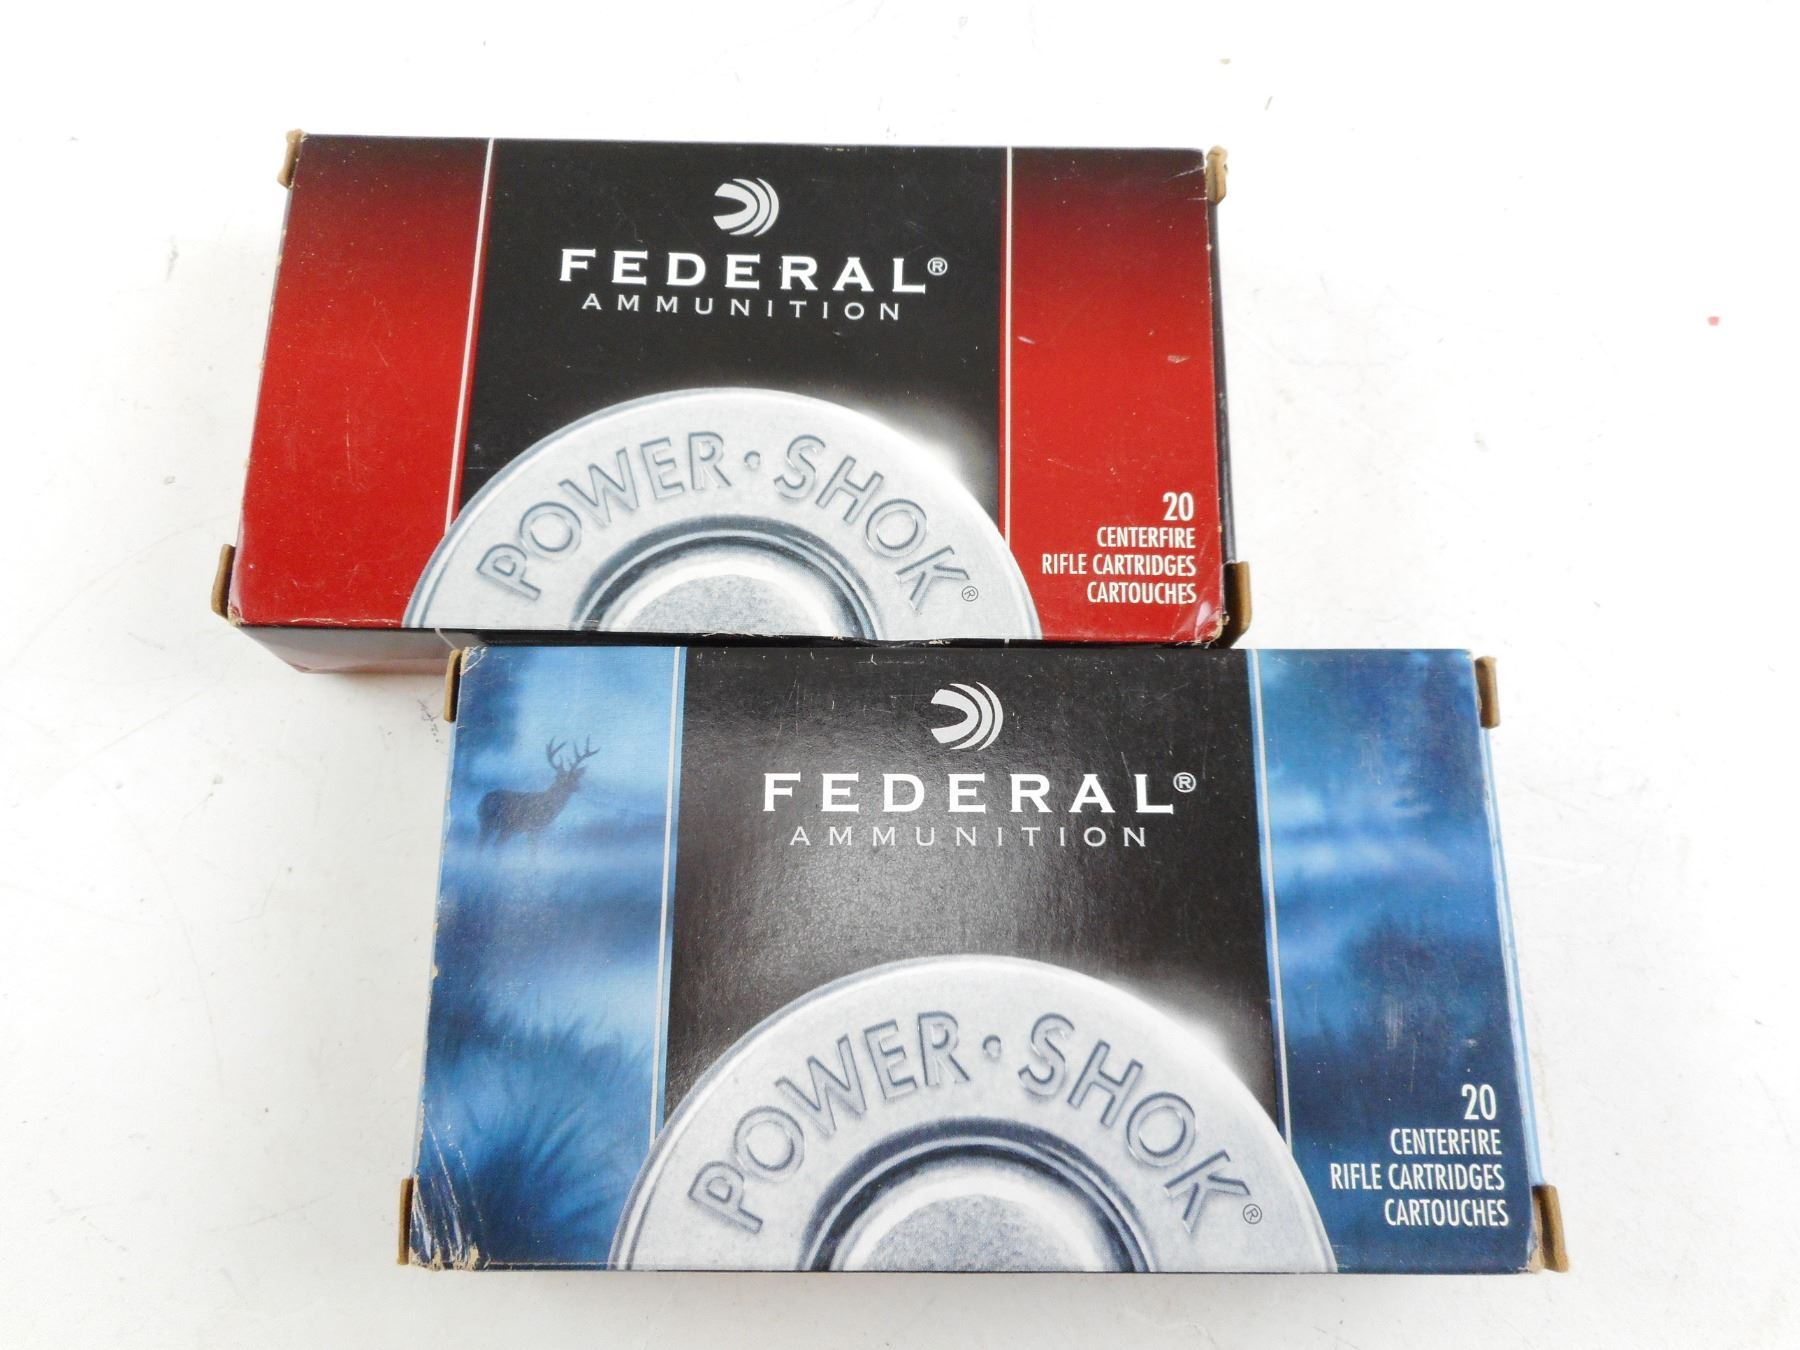 FEDERAL®
AMMUNITION
POWER·SHOK®
20
CENTERFIRE
RIFLE CARTRIDGES
CARTOUCHES
FEDERAL®
AMMUNITION
POWER·SHOK®
20
CENTERFIRE
RIFLE CARTRIDGES
CARTOUCHES